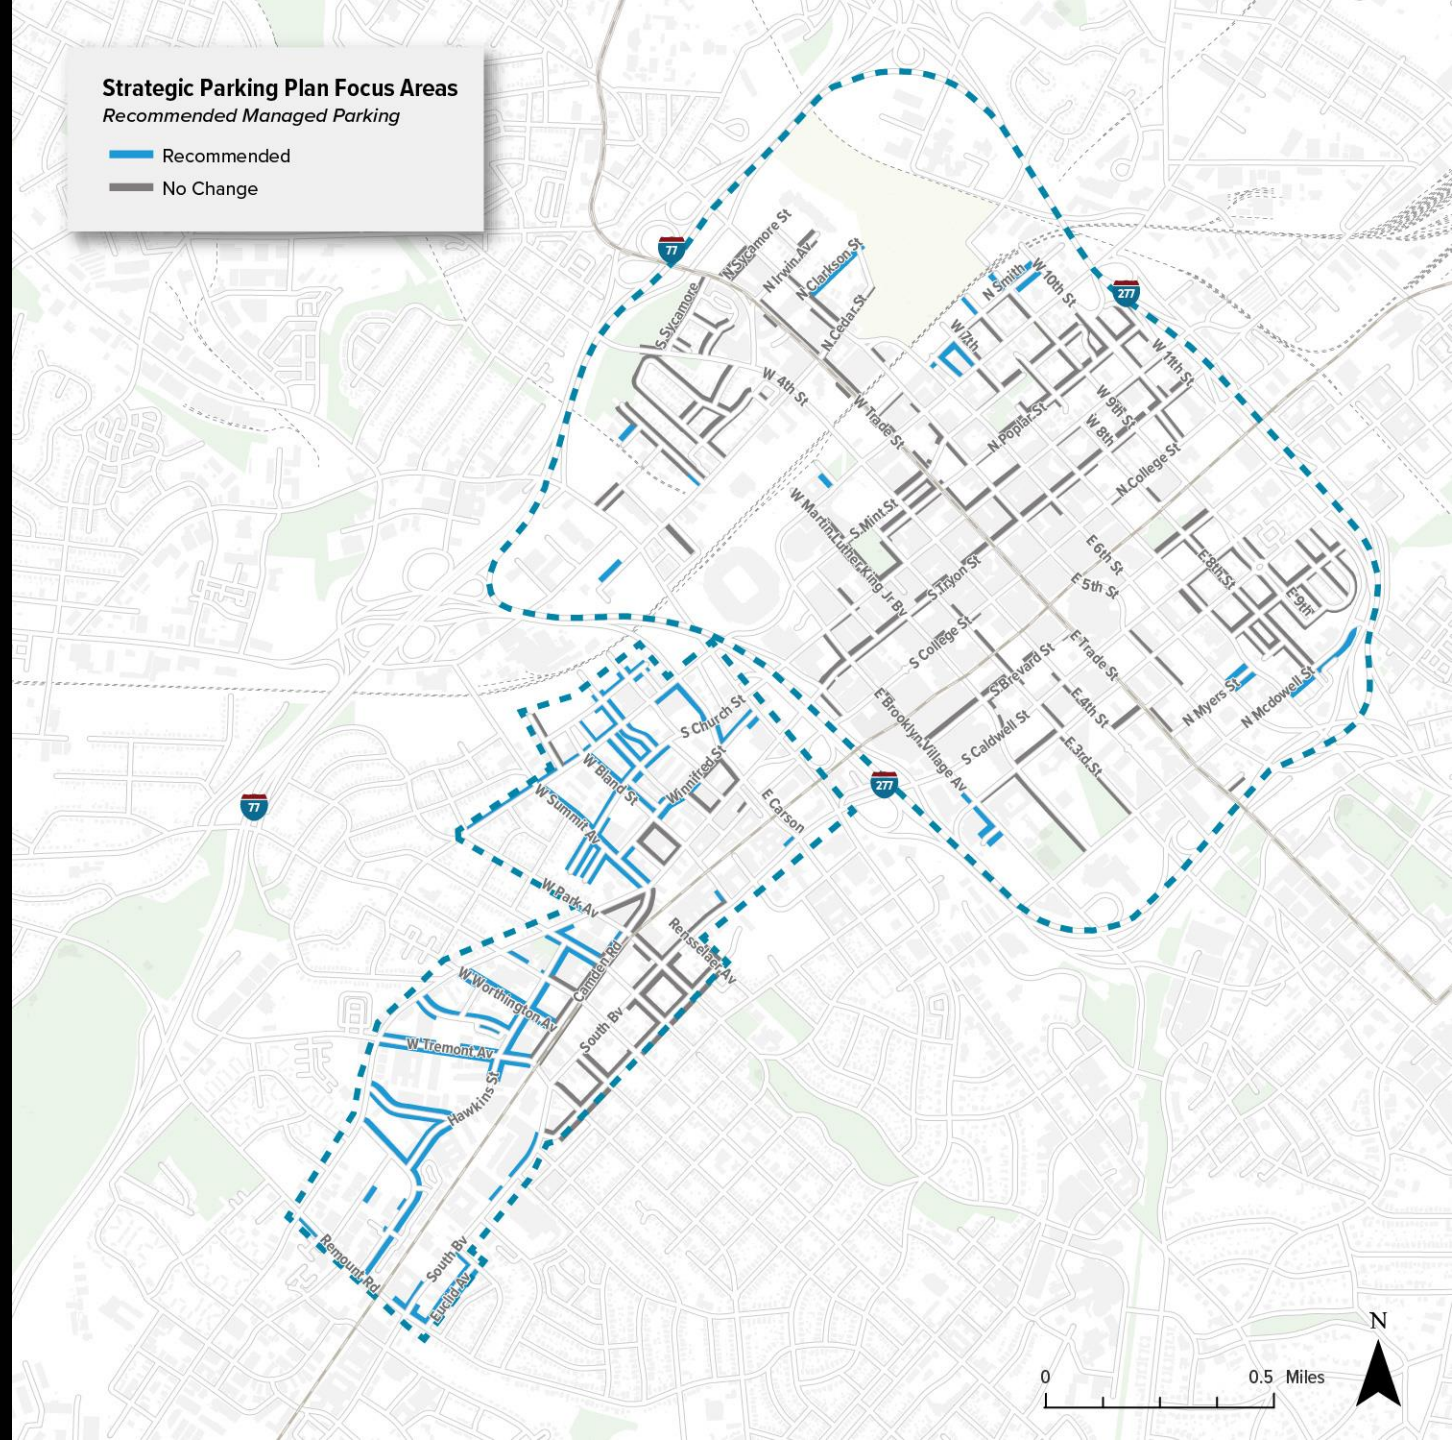 Strategic Parking Plan Focus Areas
Recommended Managed Parking
Recommended
No Change
77
277
N Sycamore St
N Irwin Av
N Clarkson St
N Cedar St
S Sycamore
N Smith
W 10th St
W 7th
W 11th St
W 4th St
W Trade St
W 9th St
W 8th
N Poplar St
N College St
W Martin Luther King Jr Bv
S Mint St
E 6th St
E 5th St
E 8th St
E 9th
S Tryon St
S College St
E Trade St
S Brevard St
N Myers St
N Mcdowell St
E 4th St
E Brooklyn Village Av
S Caldwell St
E 3rd St
277
S Church St
W Bland St
Winnifred St
W Summit Av
E Carson
77
W Park Av
Rensselaer Av
Camden Rd
W Worthington Av
South Bv
W Tremont Av
Hawkins St
Remount Rd
South Bv
Euclid Av
N
0 0.5 Miles